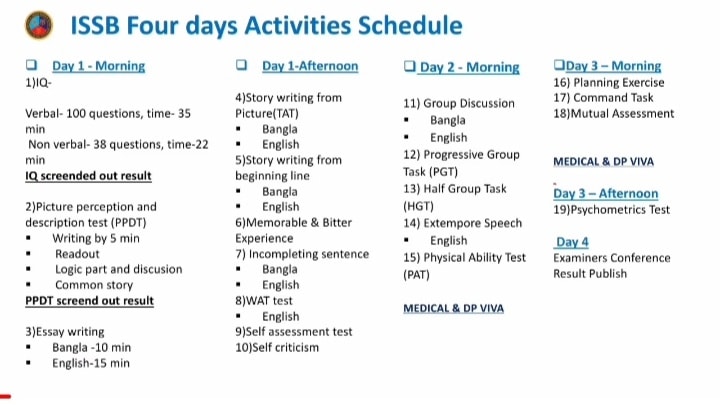 ISSB Four days Activities Schedule
Day 1 - Morning
1)IQ-
Verbal- 100 questions, time- 35
min
Non verbal- 38 questions, time-22
min
IQ screended out result
2)Picture perception and
description test (PPDT)
Writing by 5 min
Readout
Logic part and discusion
Common story
PPDT screend out result
3)Essay writing
Bangla -10 min
English-15 min
Day 1-Afternoon
4)Story writing from
Picture(TAT)
Bangla
English
5)Story writing from
beginning line
Bangla
English
6)Memorable & Bitter
Experience
7) Incompleting sentence
Bangla
English
8)WAT test
English
9)Self assessment test
10)Self criticism
Day 2 - Morning
11) Group Discussion
Bangla
English
12) Progressive Group
Task (PGT)
13) Half Group Task
(HGT)
14) Extempore Speech
English
15) Physical Ability Test
(PAT)
MEDICAL & DP VIVA
Day 3 – Morning
16) Planning Exercise
17) Command Task
18)Mutual Assessment
MEDICAL & DP VIVA
Day 3 – Afternoon
19)Psychometrics Test
Day 4
Examiners Conference
Result Publish